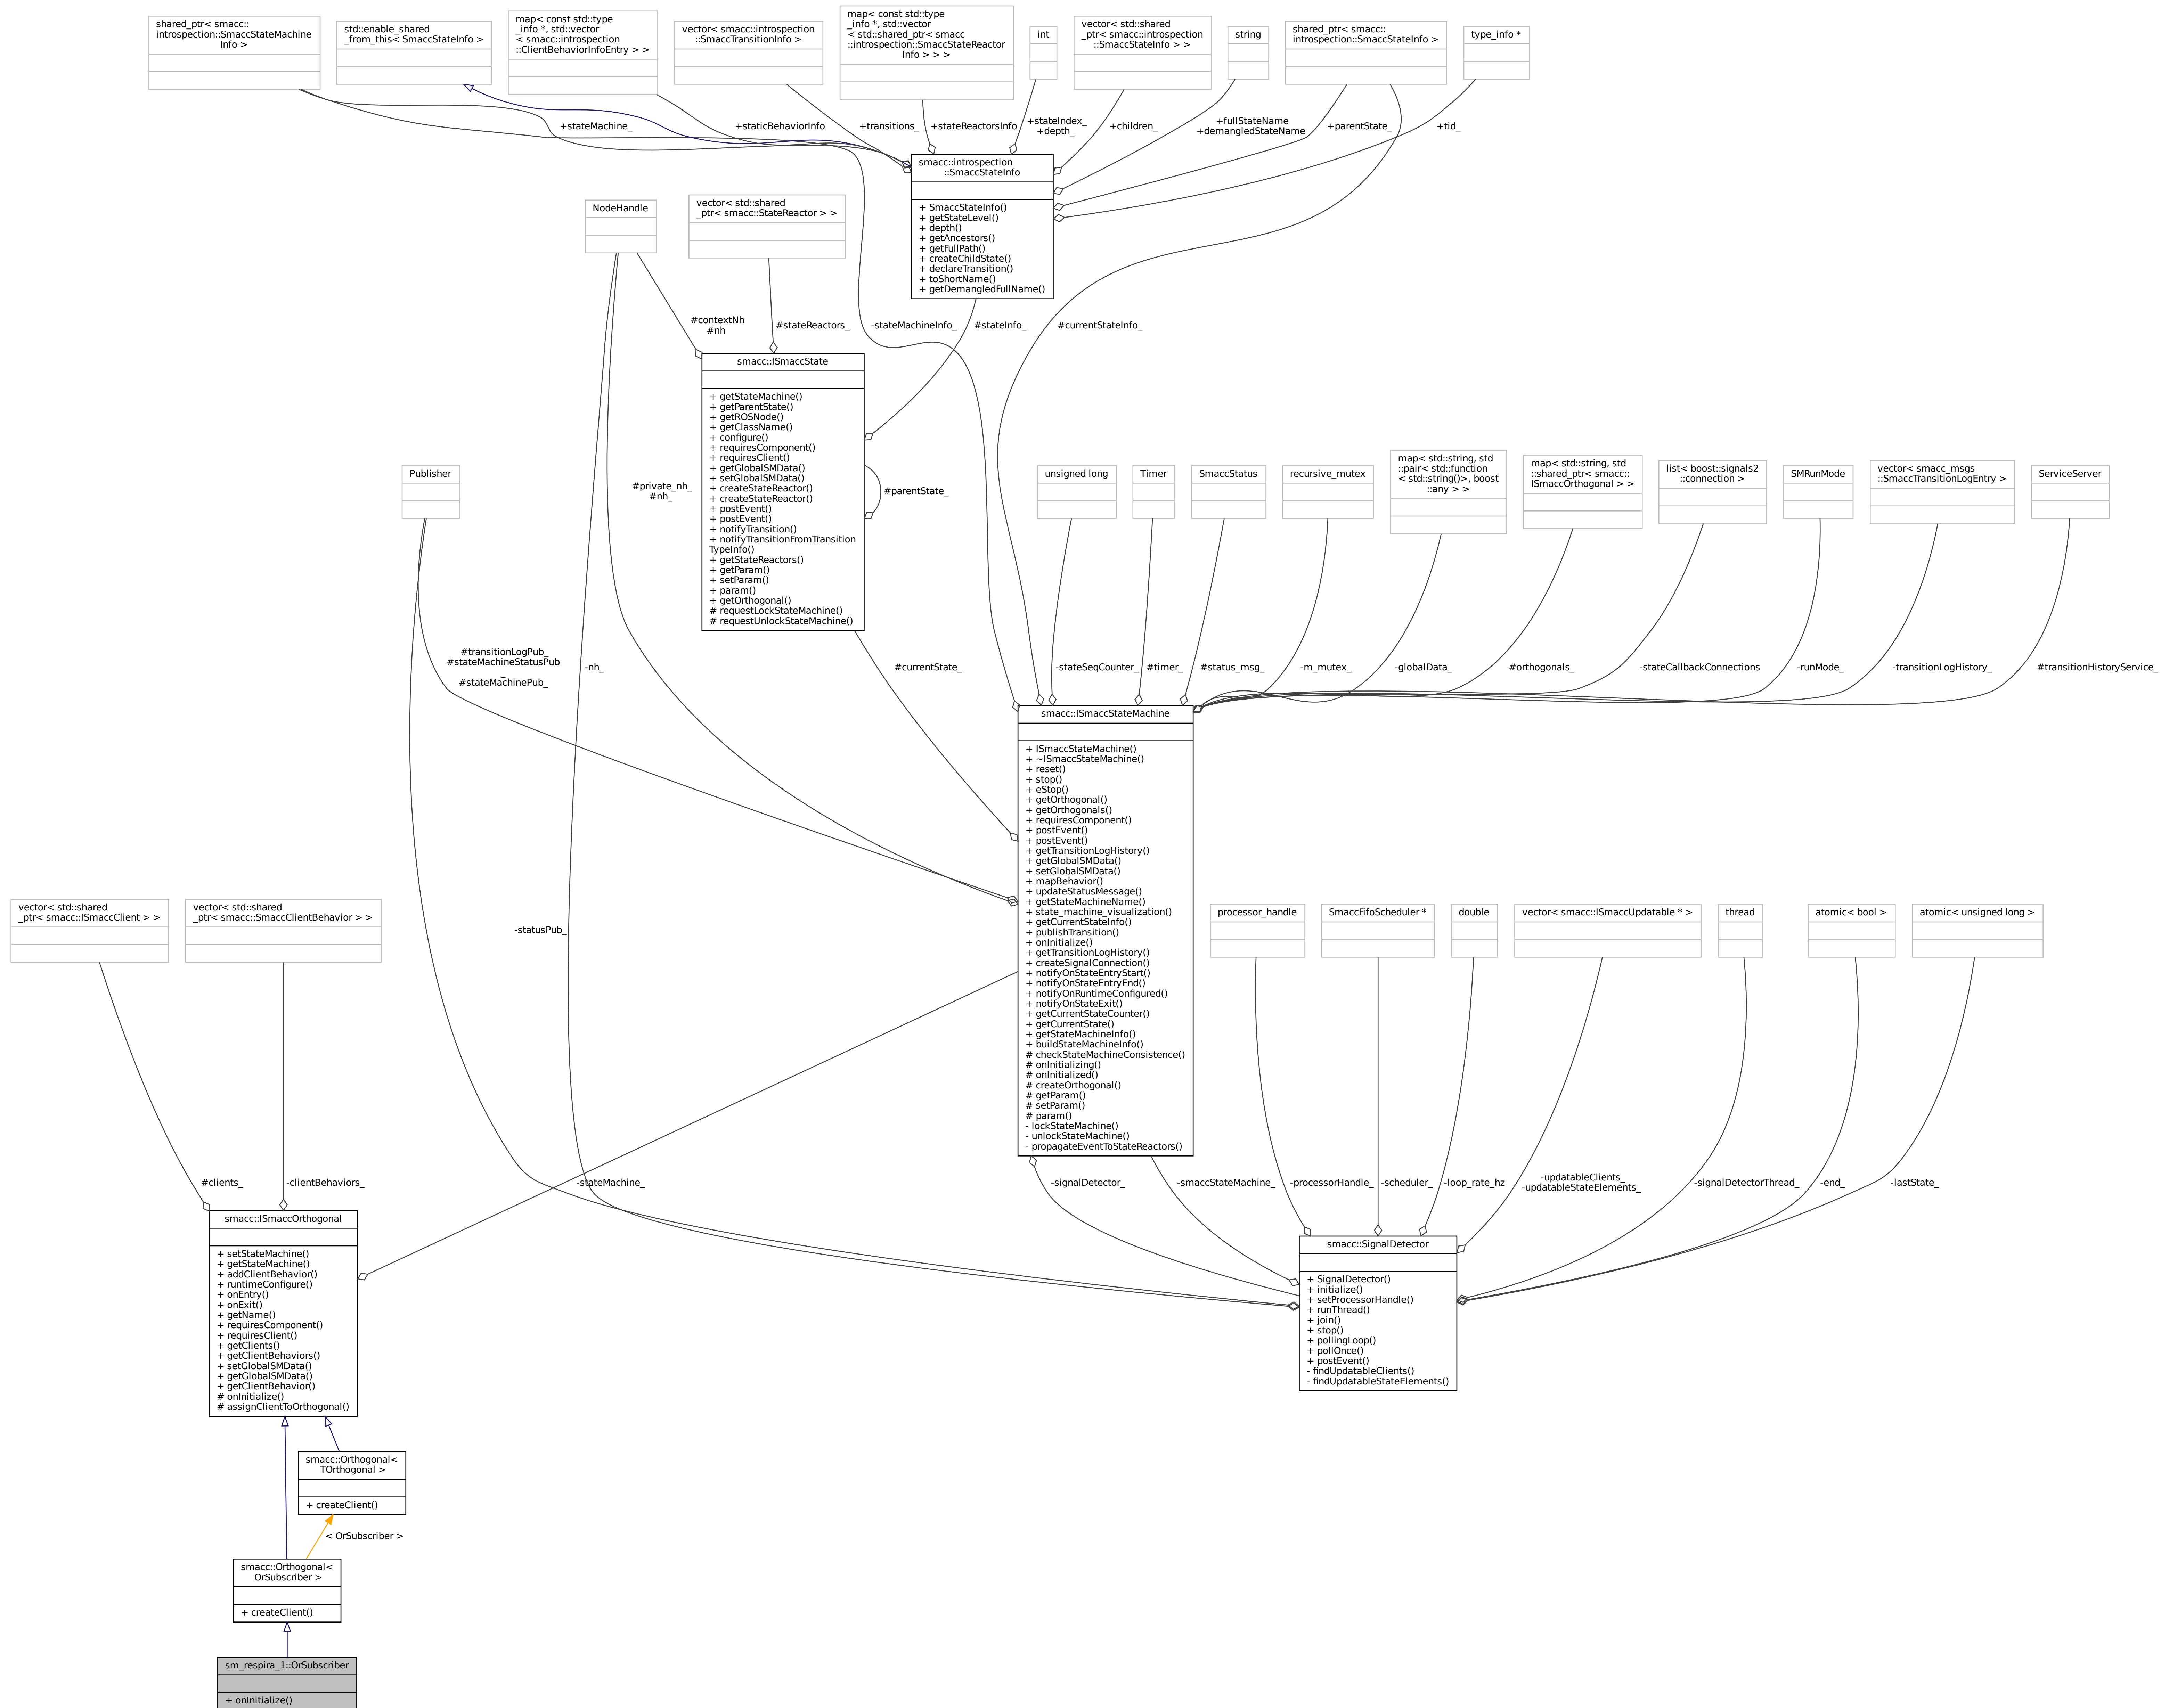 shared_ptr< smacc::
introspection::SmaccStateMachine
Info >
std::enable_shared
_from_this< SmaccStateInfo >
map< const std::type
_info *, std::vector
< smacc::introspection
::ClientBehaviorInfoEntry > >
vector< smacc::introspection
::SmaccTransitionInfo >
map< const std::type
_info *, std::vector
< std::shared_ptr< smacc
::introspection::SmaccStateReactor
Info > > >
int
vector< std::shared
_ptr< smacc::introspection
::SmaccStateInfo > >
string
shared_ptr< smacc::
introspection::SmaccStateInfo >
type_info *
+stateMachine_
+staticBehaviorInfo
+transitions_
+stateReactorsInfo
+stateIndex_
+depth_
+children_
+fullStateName
+demangledStateName
+parentState_
+tid_
smacc::introspection
::SmaccStateInfo
+ SmaccStateInfo()
+ getStateLevel()
+ depth()
+ getAncestors()
+ getFullPath()
+ createChildState()
+ declareTransition()
+ toShortName()
+ getDemangledFullName()
NodeHandle
vector< std::shared
_ptr< smacc::StateReactor > >
#contextNh
#nh
#stateReactors_
-stateMachineInfo_
#stateInfo_
#currentStateInfo_
smacc::ISmaccState
+ getStateMachine()
+ getParentState()
+ getROSNode()
+ getClassName()
+ configure()
+ requiresComponent()
+ requiresClient()
+ getGlobalSMData()
+ setGlobalSMData()
+ createStateReactor()
+ createStateReactor()
+ postEvent()
+ postEvent()
+ notifyTransition()
+ notifyTransitionFromTransition
TypeInfo()
+ getStateReactors()
+ getParam()
+ setParam()
+ param()
+ getOrthogonal()
# requestLockStateMachine()
# requestUnlockStateMachine()
#parentState_
#private_nh_
#nh_
Publisher
unsigned long
Timer
SmaccStatus
recursive_mutex
map< std::string, std
::pair< std::function
< std::string()>, boost
::any > >
map< std::string, std
::shared_ptr< smacc::
ISmaccOrthogonal > >
list< boost::signals2
::connection >
SMRunMode
vector< smacc_msgs
::SmaccTransitionLogEntry >
ServiceServer
#transitionLogPub_
#stateMachineStatusPub
_
#stateMachinePub_
-nh_
#currentState_
-stateSeqCounter_
#timer_
#status_msg_
-m_mutex_
-globalData_
#orthogonals_
-stateCallbackConnections
-runMode_
-transitionLogHistory_
#transitionHistoryService_
smacc::ISmaccStateMachine
+ ISmaccStateMachine()
+ ~ISmaccStateMachine()
+ reset()
+ stop()
+ eStop()
+ getOrthogonal()
+ getOrthogonals()
+ requiresComponent()
+ postEvent()
+ postEvent()
+ getTransitionLogHistory()
+ getGlobalSMData()
+ setGlobalSMData()
+ mapBehavior()
+ updateStatusMessage()
+ getStateMachineName()
+ state_machine_visualization()
+ getCurrentStateInfo()
+ publishTransition()
+ onInitialize()
+ getTransitionLogHistory()
+ createSignalConnection()
+ notifyOnStateEntryStart()
+ notifyOnStateEntryEnd()
+ notifyOnRuntimeConfigured()
+ notifyOnStateExit()
+ getCurrentStateCounter()
+ getCurrentState()
+ getStateMachineInfo()
+ buildStateMachineInfo()
# checkStateMachineConsistence()
# onInitializing()
# onInitialized()
# createOrthogonal()
# getParam()
# setParam()
# param()
- lockStateMachine()
- unlockStateMachine()
- propagateEventToStateReactors()
vector< std::shared
_ptr< smacc::ISmaccClient > >
vector< std::shared
_ptr< smacc::SmaccClientBehavior > >
-statusPub_
processor_handle
SmaccFifoScheduler *
double
vector< smacc::ISmaccUpdatable * >
thread
atomic< bool >
atomic< unsigned long >
#clients_
-clientBehaviors_
-stateMachine_
-signalDetector_
-smaccStateMachine_
-processorHandle_
-scheduler_
-loop_rate_hz
-updatableClients_
-updatableStateElements_
-signalDetectorThread_
-end_
-lastState_
smacc::ISmaccOrthogonal
+ setStateMachine()
+ getStateMachine()
+ addClientBehavior()
+ runtimeConfigure()
+ onEntry()
+ onExit()
+ getName()
+ requiresComponent()
+ requiresClient()
+ getClients()
+ getClientBehaviors()
+ setGlobalSMData()
+ getGlobalSMData()
+ getClientBehavior()
# onInitialize()
# assignClientToOrthogonal()
smacc::SignalDetector
+ SignalDetector()
+ initialize()
+ setProcessorHandle()
+ runThread()
+ join()
+ stop()
+ pollingLoop()
+ pollOnce()
+ postEvent()
- findUpdatableClients()
- findUpdatableStateElements()
smacc::Orthogonal<
TOrthogonal >
+ createClient()
< OrSubscriber >
smacc::Orthogonal<
OrSubscriber >
+ createClient()
sm_respira_1::OrSubscriber
+ onInitialize()